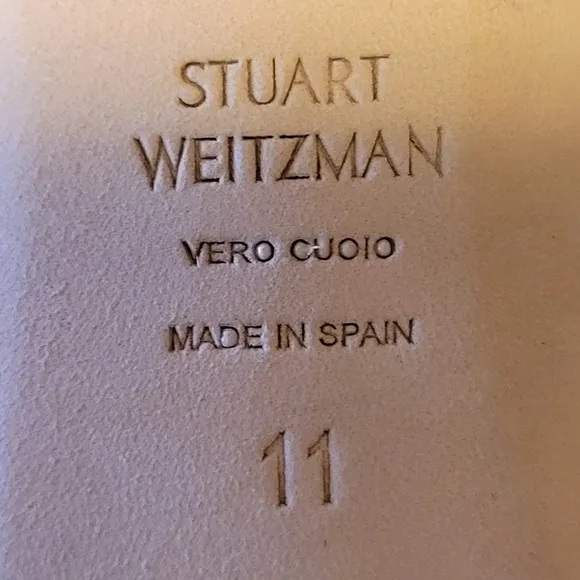 STUART
WEITZMAN
VERO CUOIO
MADE IN SPAIN
11